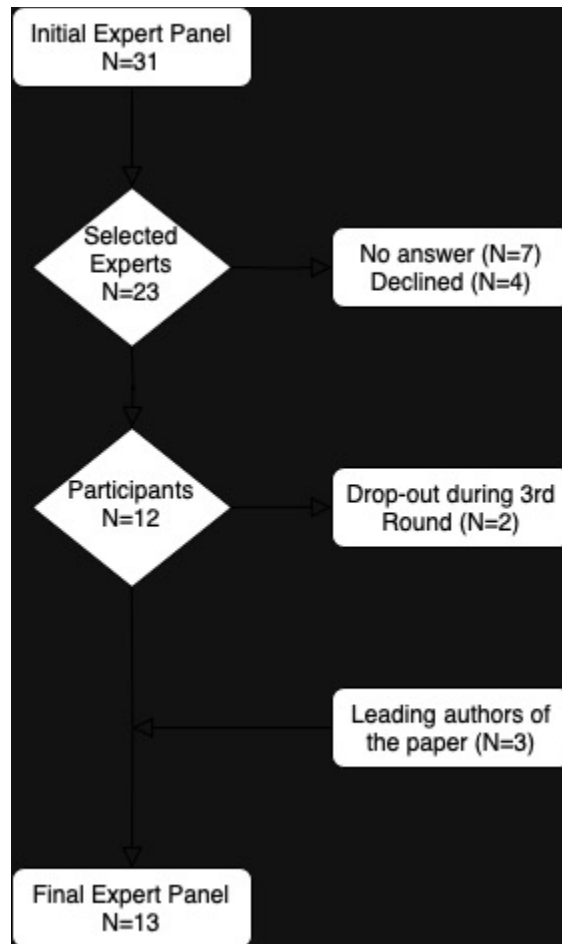 Initial Expert Panel
N=31
Selected
Experts
N=23
No answer (N=7)
Declined (N=4)
Participants
N=12
Drop-out during 3rd
Round (N=2)
Leading authors of
the paper (N=3)
Final Expert Panel
N=13